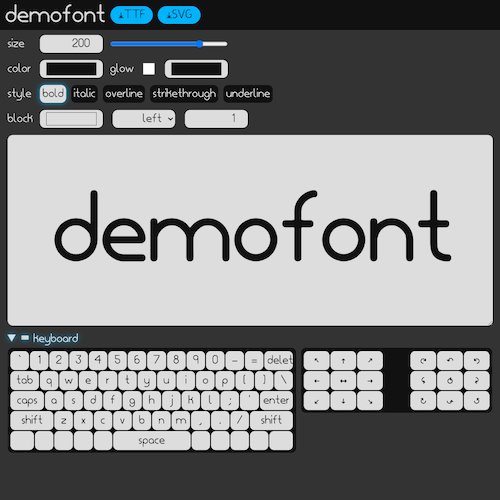 demofont ▲TTF ▲SVG
size 200
color glow
style bold italic overline strikethrough underline
block left 1
demofont
▼ keyboard
` 1 2 3 4 5 6 7 8 9 0 - = delet
tab q w e r t y u i o p [ ] \
caps a s d f g h j k l ; ' enter
shift z x c v b n m , . / shift
space
↖ ↑ ↗
← ↔ →
↙ ↓ ↘